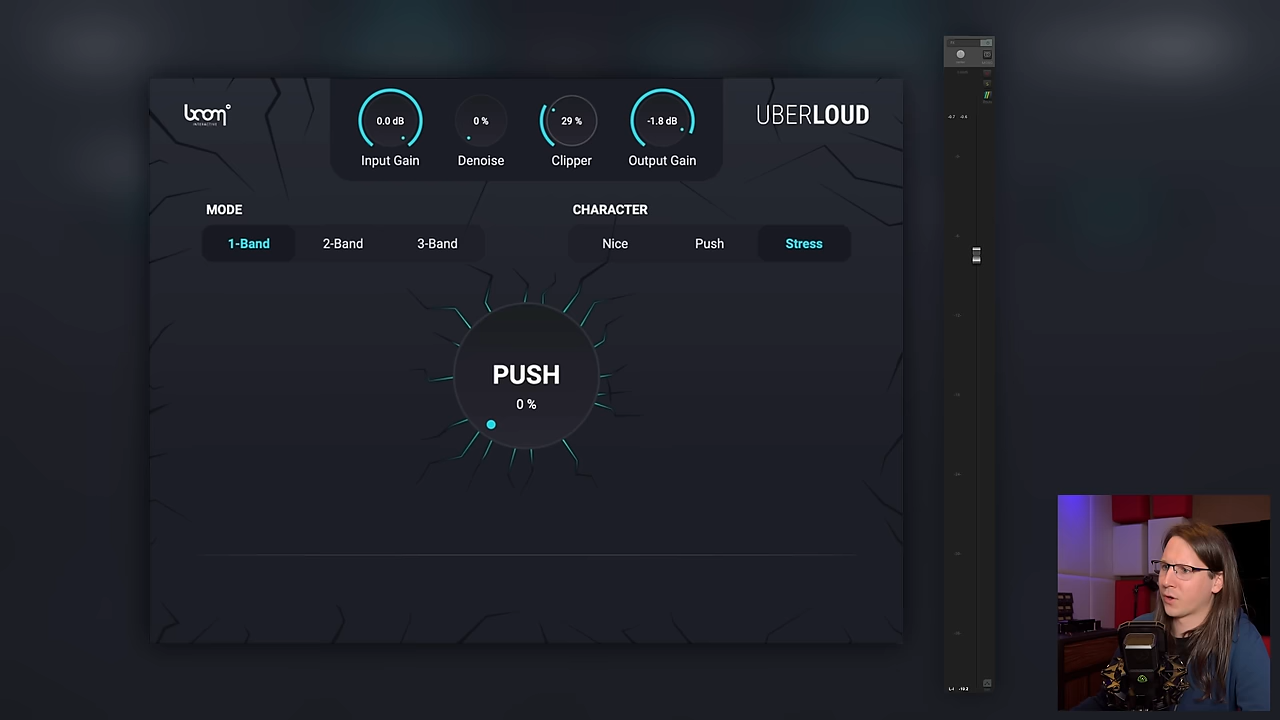 boom
INTERACTIVE
0.0 dB
0 %
29 %
-1.8 dB
Input Gain
Denoise
Clipper
Output Gain
UBERLOUD
MODE
CHARACTER
1-Band
2-Band
3-Band
Nice
Push
Stress
PUSH
0 %